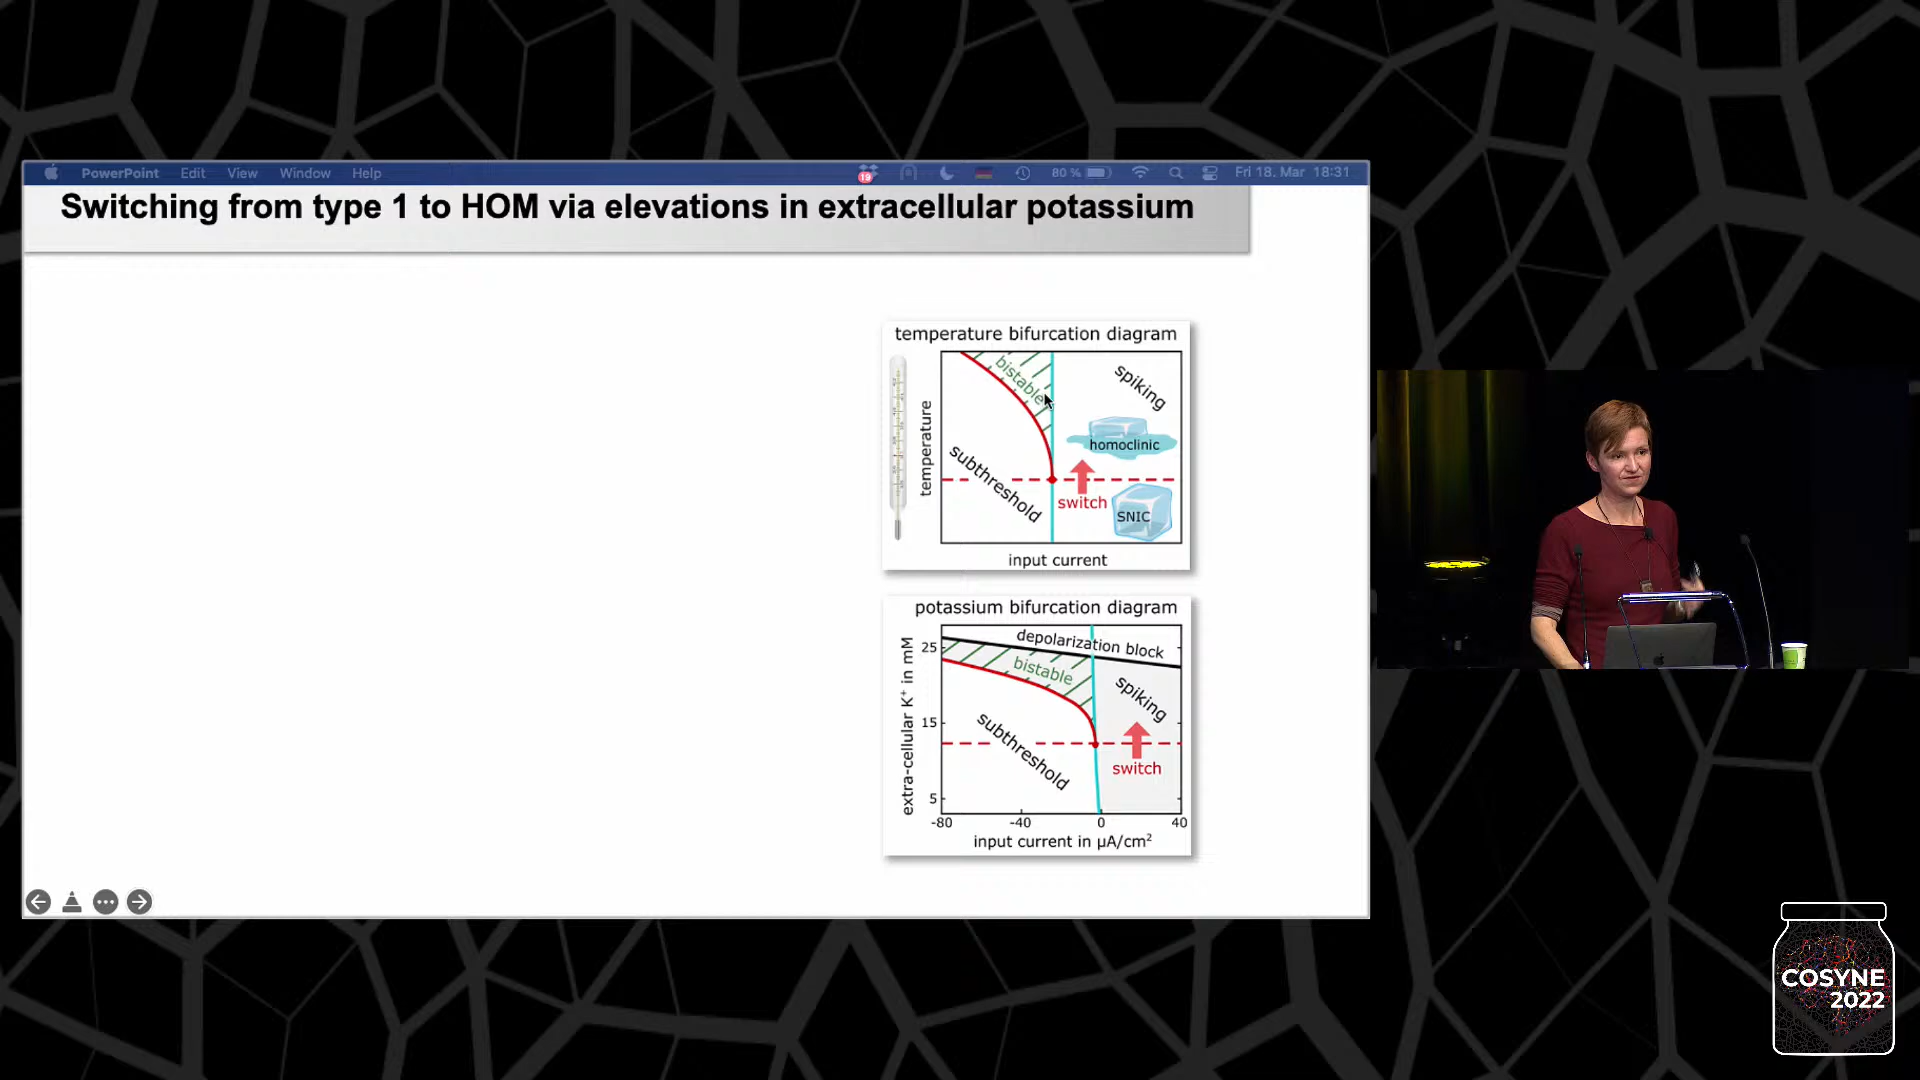 PowerPoint Edit View Window Help 19 80 % Fri 18. Mar 18:31
Switching from type 1 to HOM via elevations in extracellular potassium
temperature bifurcation diagram
bistable
spiking
homoclinic
temperature
subthreshold
switch
SNIC
input current
potassium bifurcation diagram
depolarization block
25
bistable
spiking
extra-cellular K⁺ in mM
15
subthreshold
switch
5
-80 -40 0 40
input current in µA/cm²
COSYNE
2022